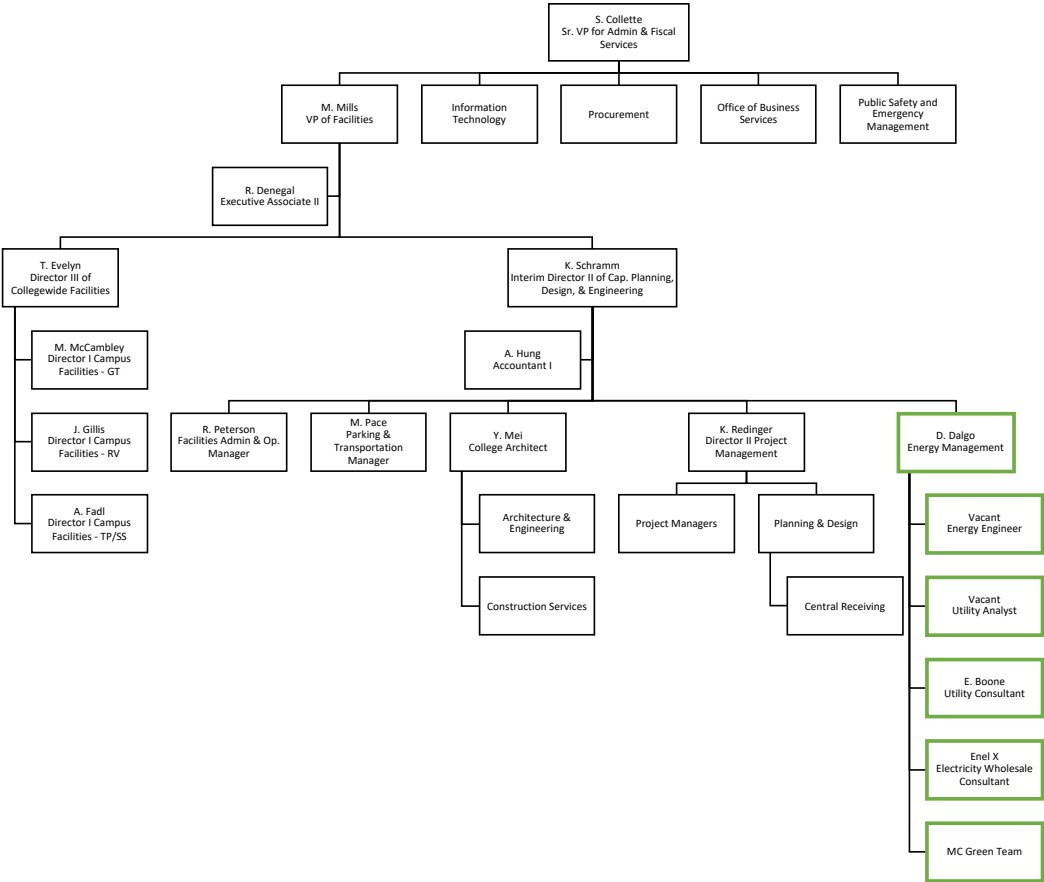 S. Collette
Sr. VP for Admin & Fiscal
Services
M. Mills
VP of Facilities
Information
Technology
Procurement
Office of Business
Services
Public Safety and
Emergency
Management
R. Denegal
Executive Associate II
T. Evelyn
Director III of
Collegewide Facilities
K. Schramm
Interim Director II of Cap. Planning,
Design, & Engineering
M. McCambley
Director I Campus
Facilities - GT
A. Hung
Accountant I
J. Gillis
Director I Campus
Facilities - RV
R. Peterson
Facilities Admin & Op.
Manager
M. Pace
Parking &
Transportation
Manager
Y. Mei
College Architect
K. Redinger
Director II Project
Management
D. Dalgo
Energy Management
A. Fadl
Director I Campus
Facilities - TP/SS
Architecture &
Engineering
Project Managers
Planning & Design
Vacant
Energy Engineer
Construction Services
Central Receiving
Vacant
Utility Analyst
E. Boone
Utility Consultant
Enel X
Electricity Wholesale
Consultant
MC Green Team